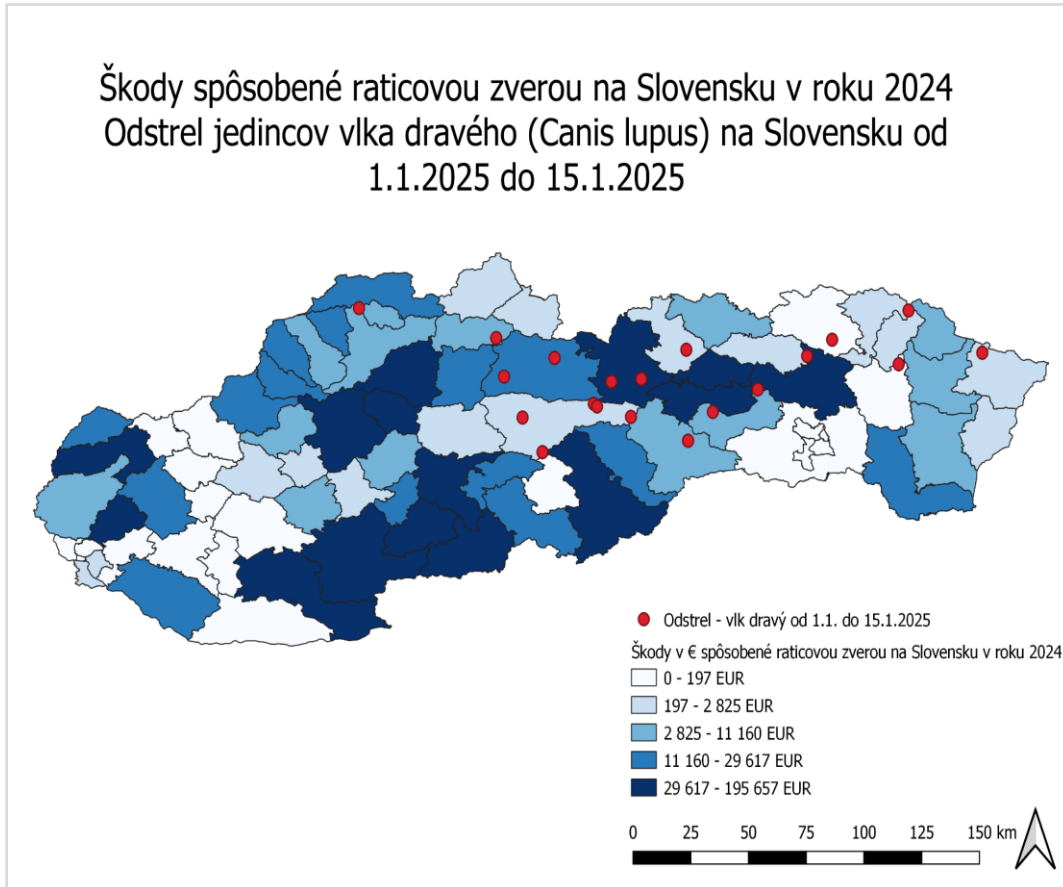 Škody spôsobené raticovou zverou na Slovensku v roku 2024
Odstrel jedincov vlka dravého (Canis lupus) na Slovensku od
1.1.2025 do 15.1.2025
Odstrel - vlk dravý od 1.1. do 15.1.2025
Škody v € spôsobené raticovou zverou na Slovensku v roku 2024
0 - 197 EUR
197 - 2 825 EUR
2 825 - 11 160 EUR
11 160 - 29 617 EUR
29 617 - 195 657 EUR
0 25 50 75 100 125 150 km